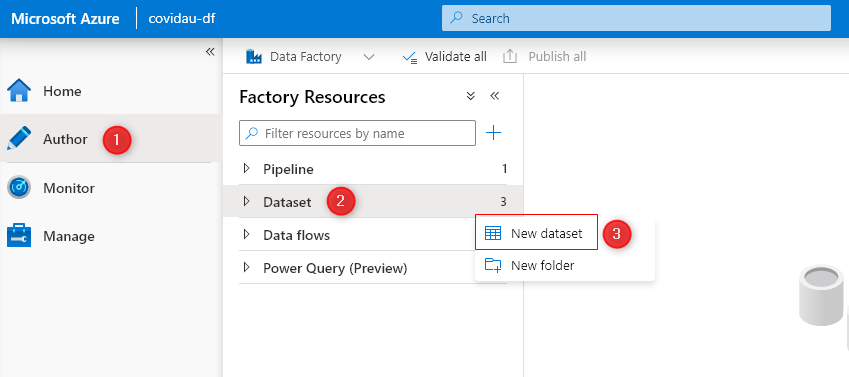 Microsoft Azure covidau-df Search
« Data Factory Validate all Publish all
Home
Author 1
Monitor
Manage
Factory Resources «
Filter resources by name +
Pipeline 1
Dataset 2 3
Data flows
Power Query (Preview)
New dataset 3
New folder